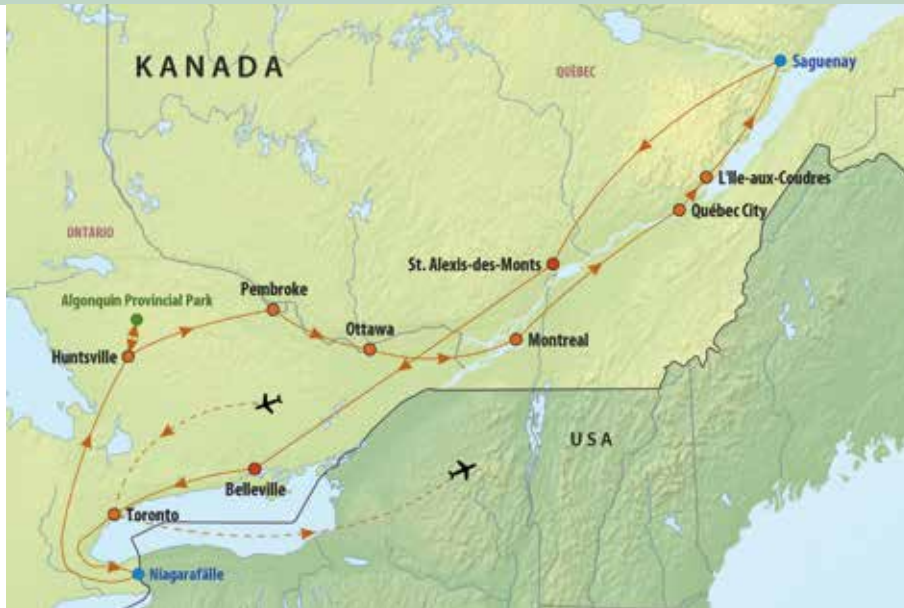 KANADA
QUÉBEC
Saguenay
L'Ile-aux-Coudres
Québec City
ONTARIO
St. Alexis-des-Monts
Pembroke
Algonquin Provincial Park
Ottawa
Montreal
Huntsville
USA
Belleville
Toronto
Niagarafälle